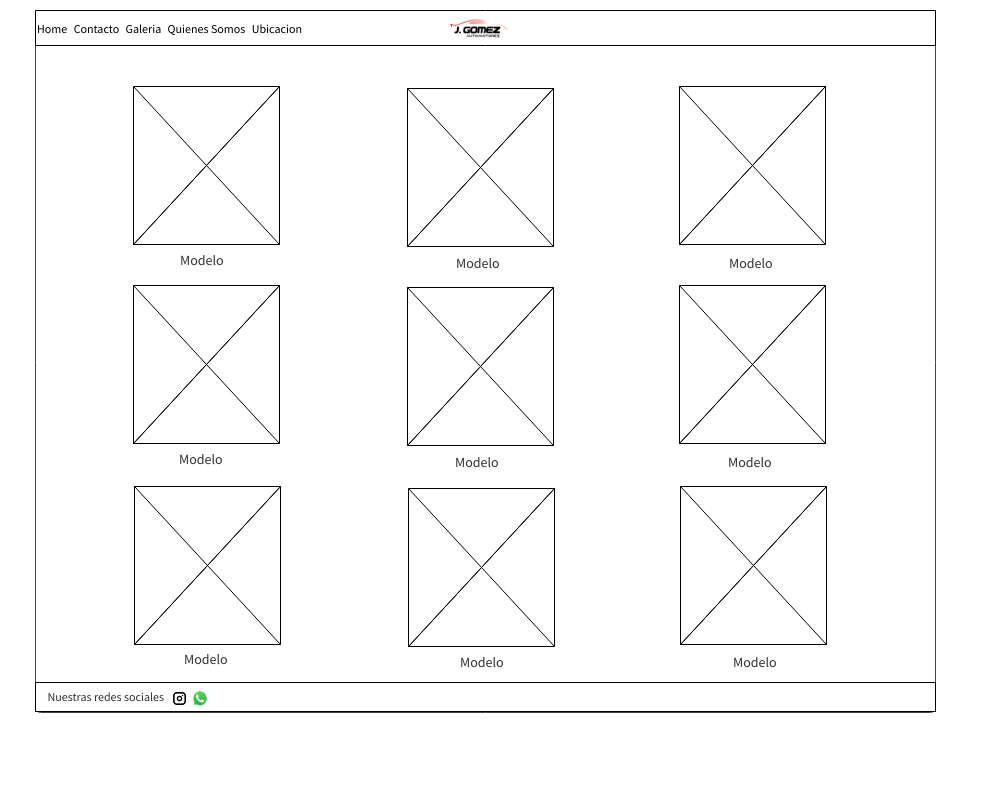 Home Contacto Galeria Quienes Somos Ubicacion
J. GOMEZ
AUTOMOTORES
Modelo Modelo Modelo
Modelo Modelo Modelo
Modelo Modelo Modelo
Nuestras redes sociales